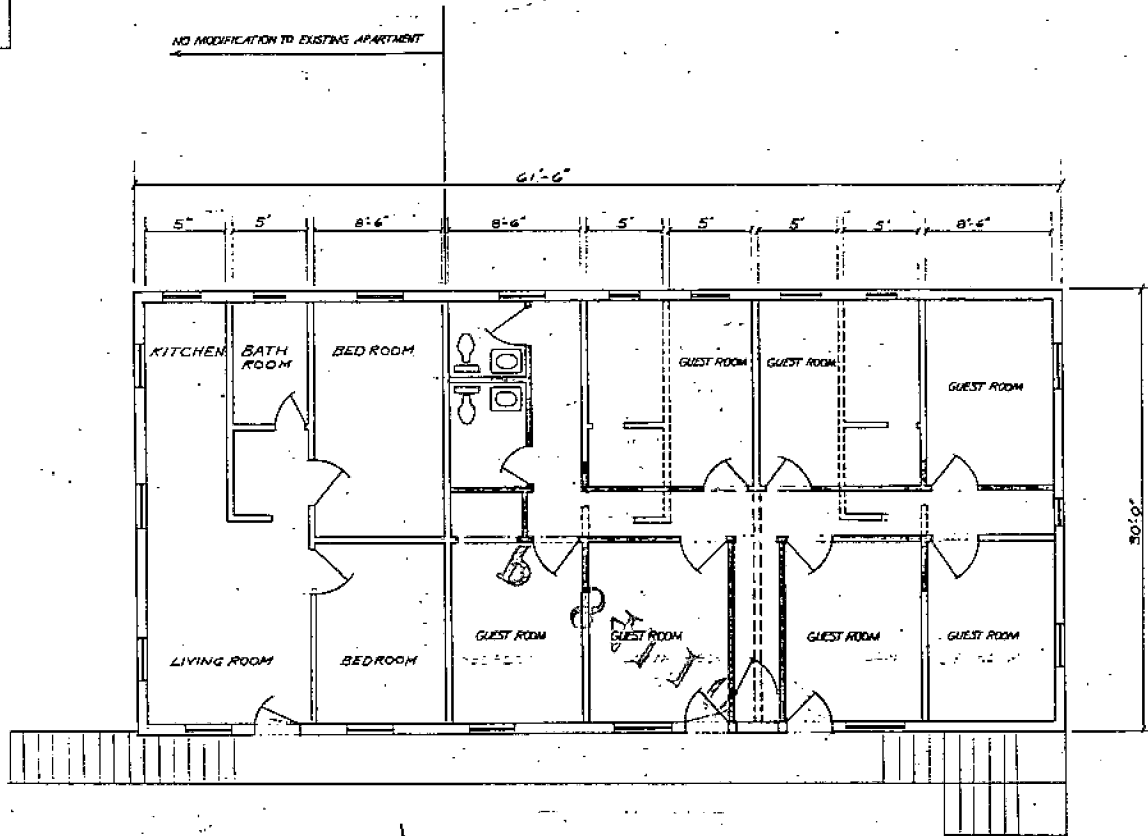 NO MODIFICATION TO EXISTING APARTMENT
61'-6"
5'
5'
8'-6"
8'-6"
5'
5'
5'
5'
8'-6"
KITCHEN
BATH
ROOM
BEDROOM
GUEST ROOM
GUEST ROOM
GUEST ROOM
30'0"
LIVING ROOM
BEDROOM
GUEST ROOM
GUEST ROOM
GUEST ROOM
GUEST ROOM